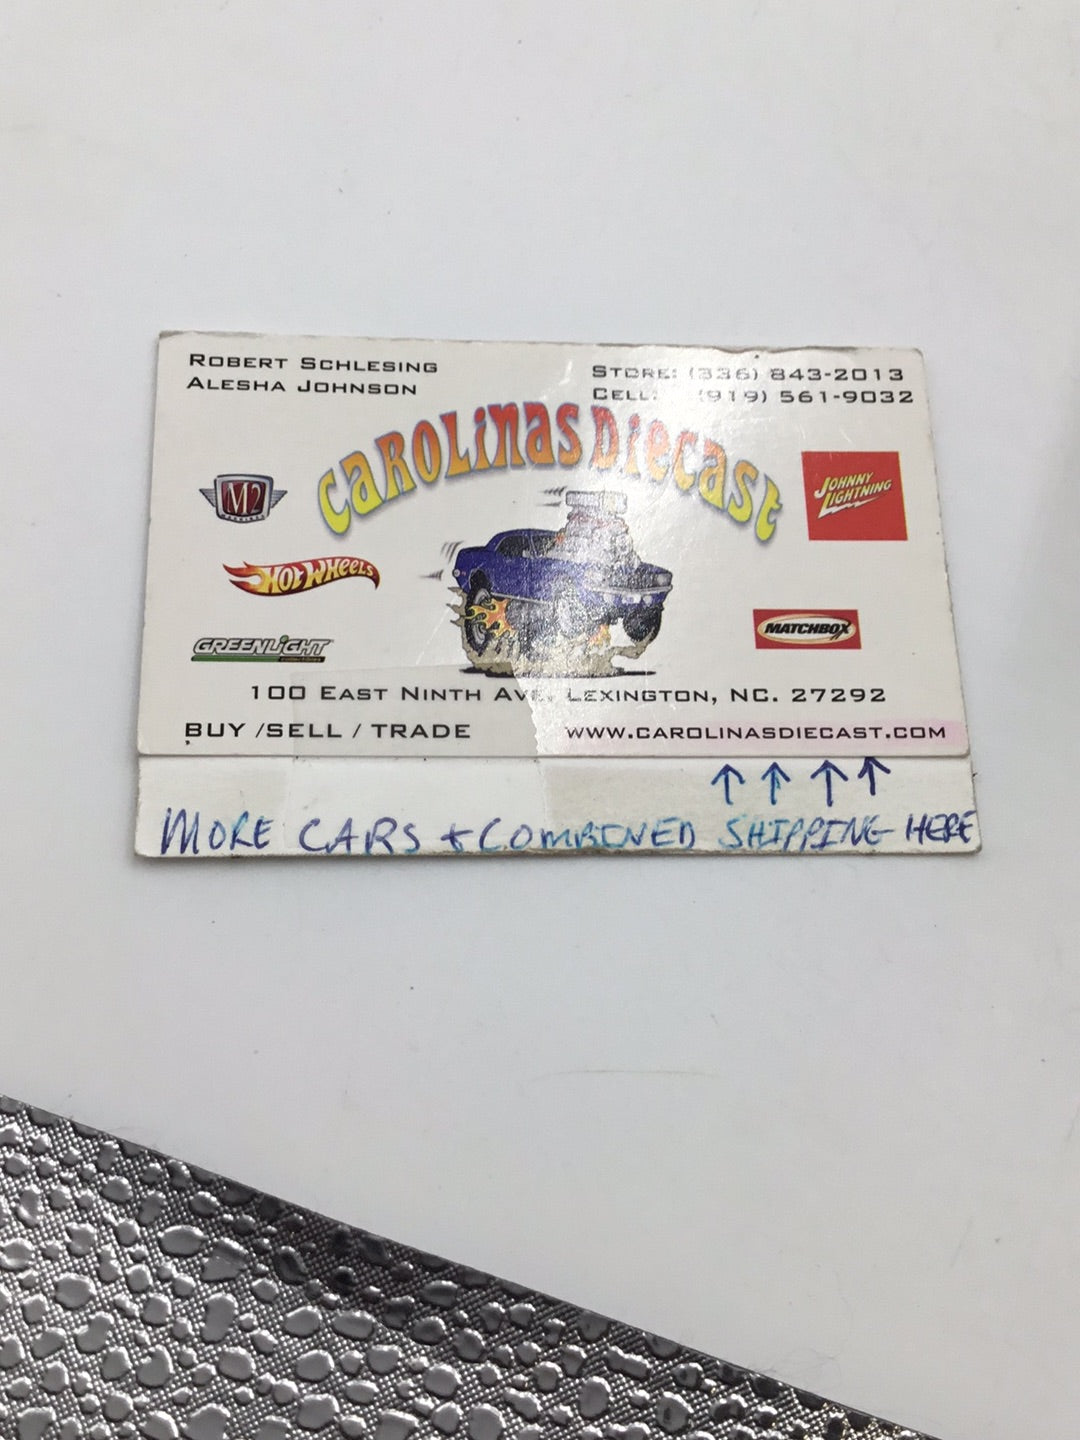 ROBERT SCHLESING
ALESHA JOHNSON
STORE: (336) 843-2013
CELL: (919) 561-9032
CAROLINAS DIECAST
M2
JOHNNY
LIGHTNING
HOT WHEELS
MATCHBOX
GREENLIGHT
100 EAST NINTH AVE. LEXINGTON, NC. 27292
BUY /SELL / TRADE
WWW.CAROLINASDIECAST.COM
↑ ↑ ↑ ↑
MORE CARS + COMBINED SHIPPING HERE